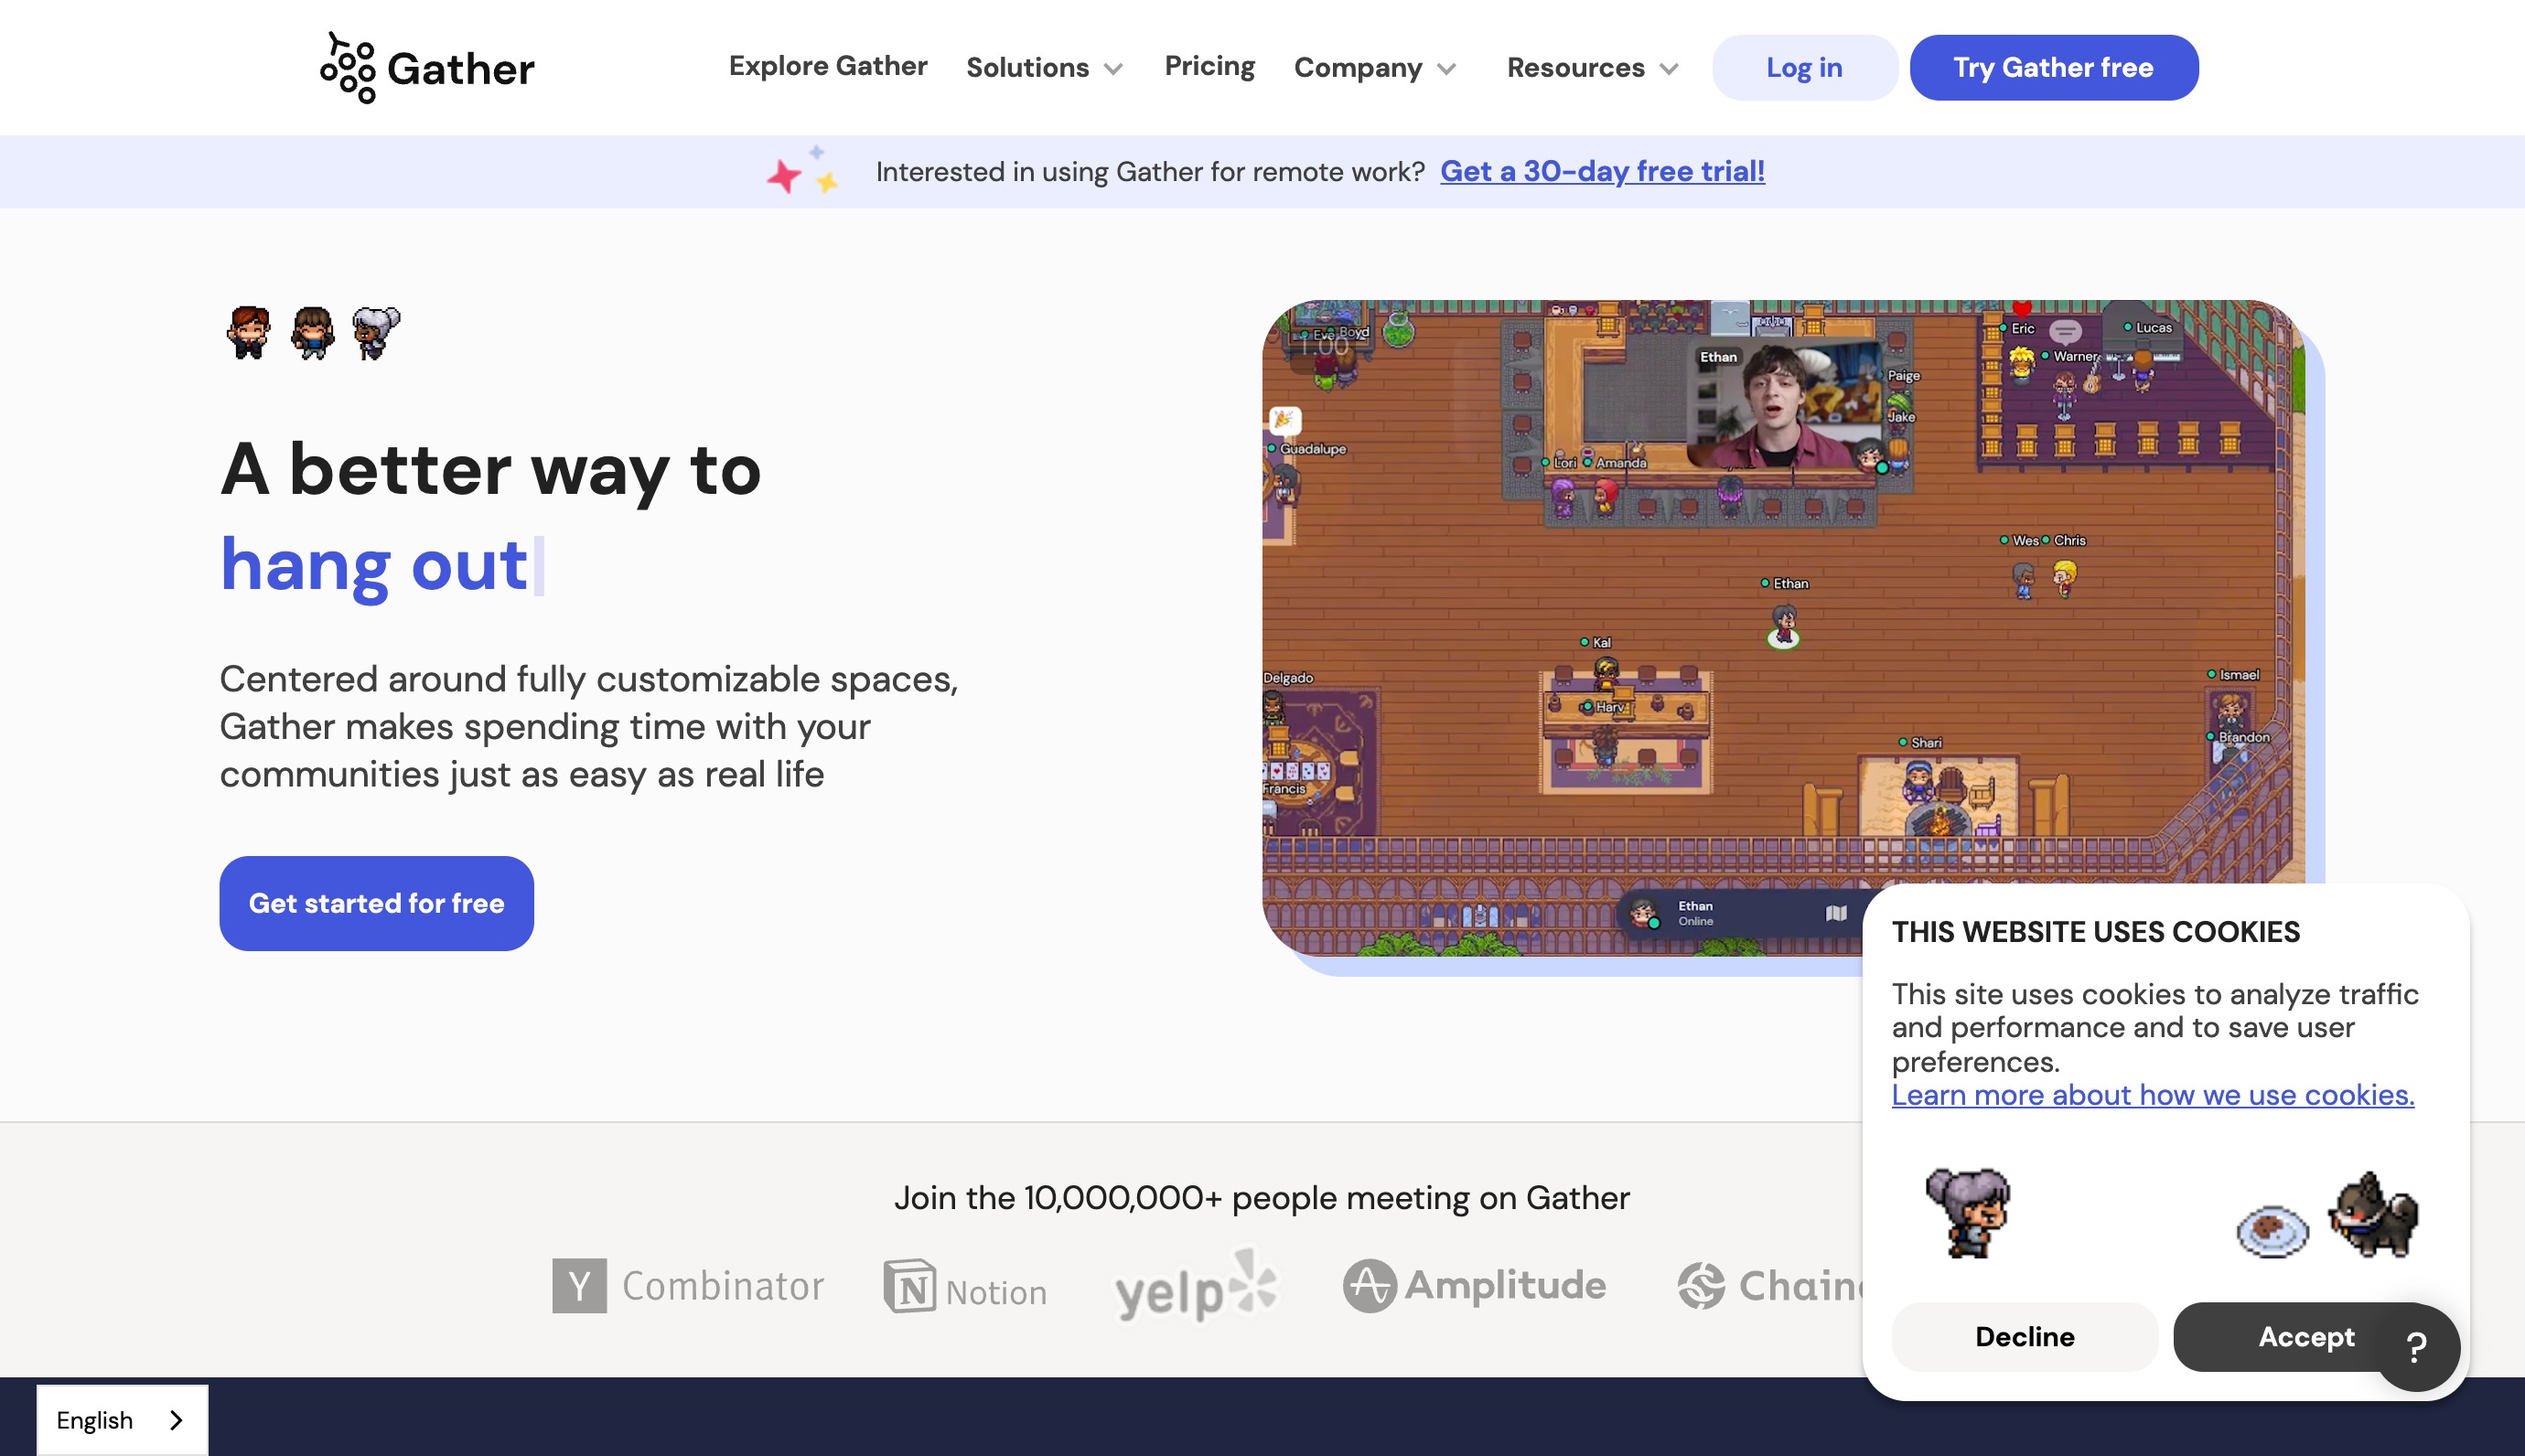 Gather
Explore Gather
Solutions
Pricing
Company
Resources
Log in
Try Gather free
Interested in using Gather for remote work? Get a 30-day free trial!
A better way to
hang out
Centered around fully customizable spaces,
Gather makes spending time with your
communities just as easy as real life
Get started for free
Eve
Boyd
1.00
Ethan
Eric
Lucas
Warner
Paige
Jake
Guadalupe
Lori
Amanda
Wes
Chris
Ethan
Kal
Delgado
Ismael
Harv
Brandon
Shari
Francis
Ethan
Online
THIS WEBSITE USES COOKIES
This site uses cookies to analyze traffic
and performance and to save user
preferences.
Learn more about how we use cookies.
Decline
Accept
?
Join the 10,000,000+ people meeting on Gather
Y Combinator
Notion
yelp
Amplitude
Chain
English